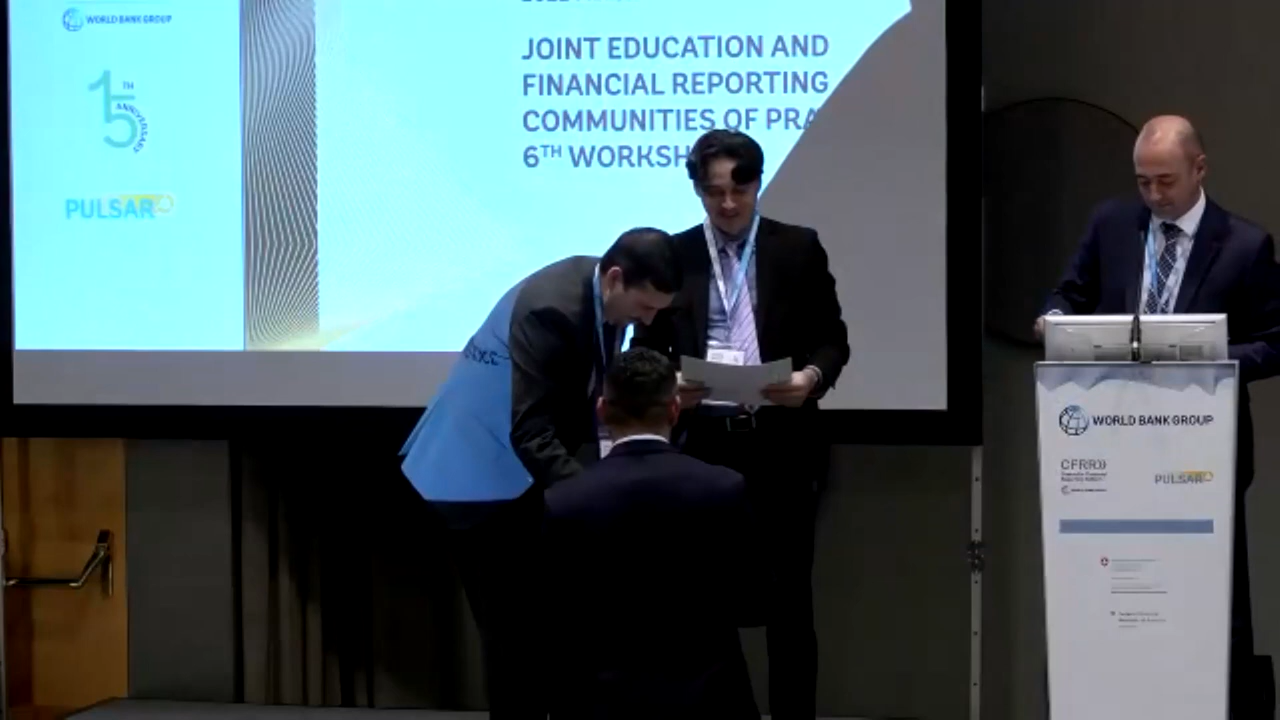 WORLD BANK GROUP
15
TH
ANNIVERSARY
PULSAR
JOINT EDUCATION AND
FINANCIAL REPORTING
COMMUNITIES OF PRA
6TH WORKSH
WORLD BANK GROUP
CFRR
PULSAR